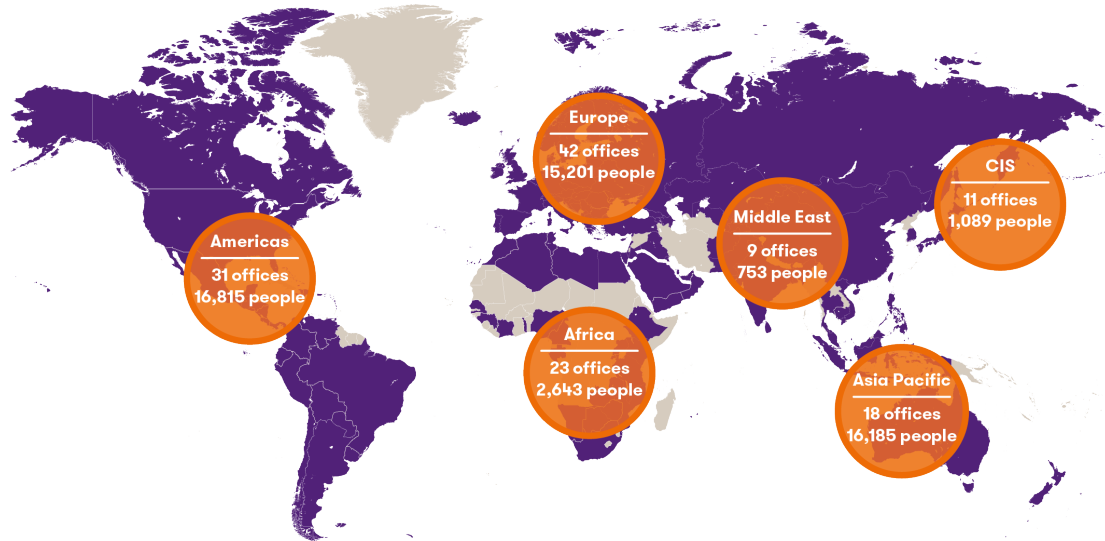 Europe
42 offices
15,201 people
CIS
11 offices
1,089 people
Middle East
9 offices
753 people
Americas
31 offices
16,815 people
Africa
23 offices
2,643 people
Asia Pacific
18 offices
16,185 people